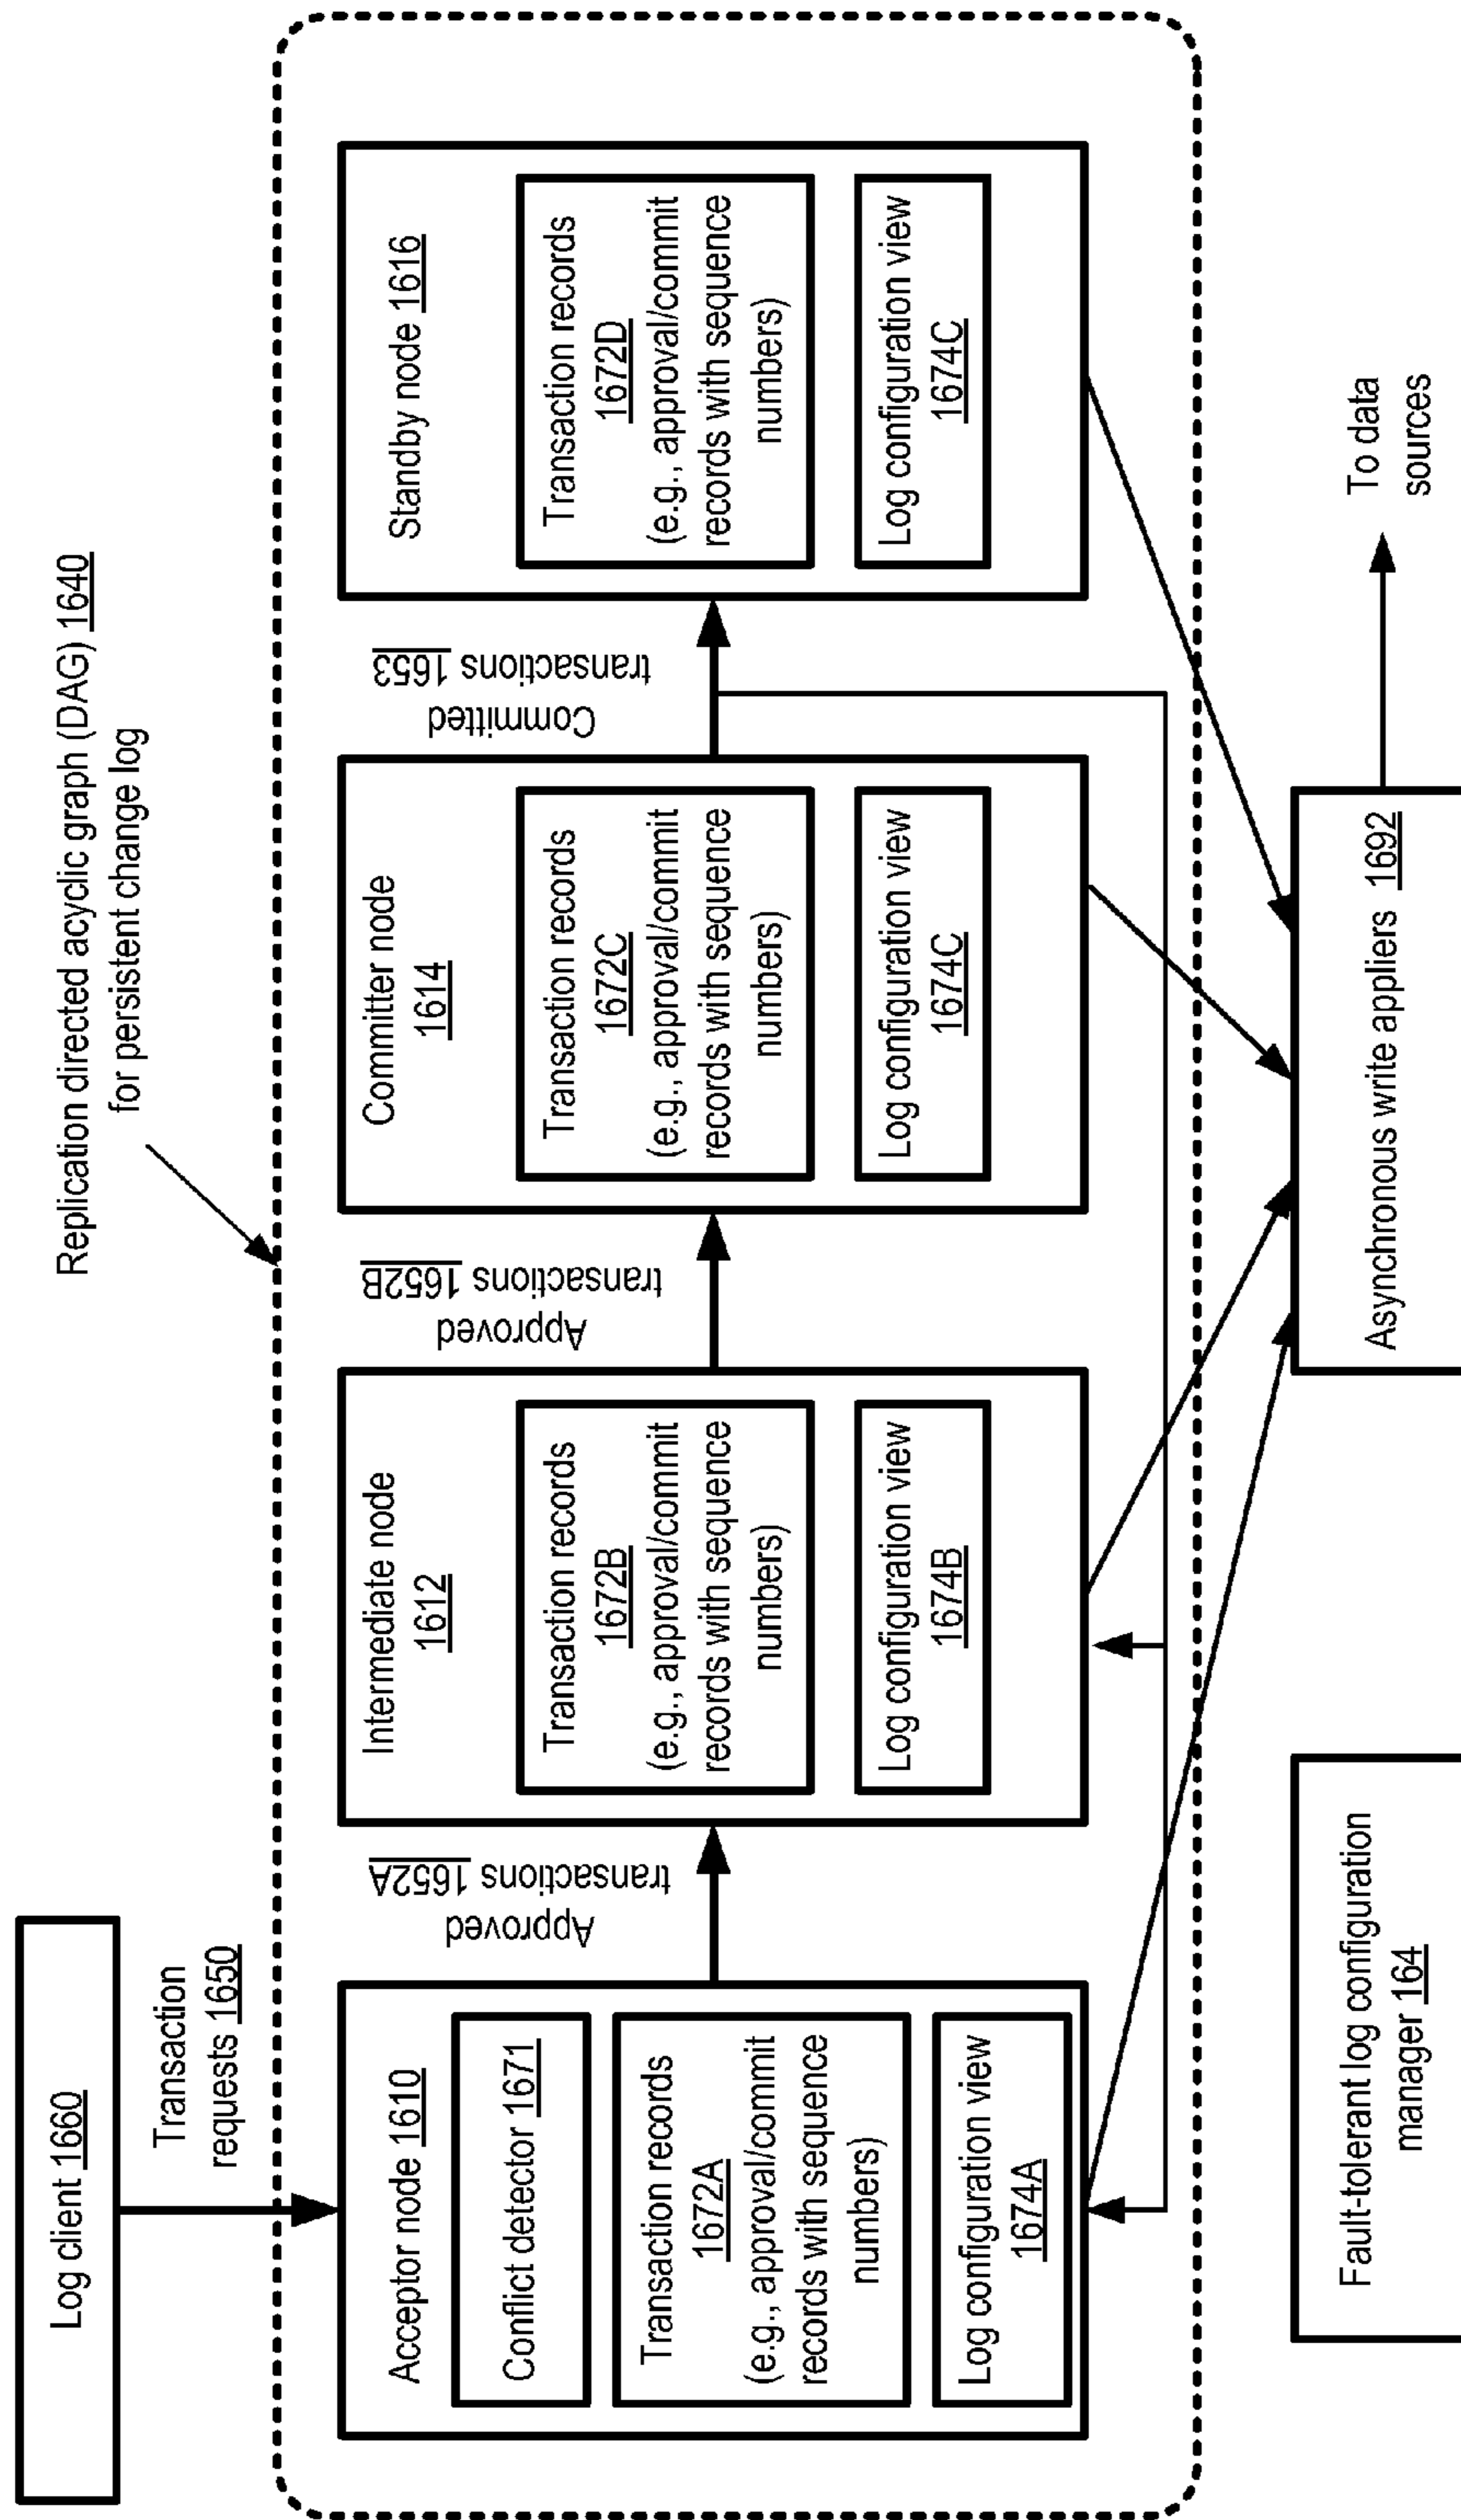 Log client 1660
Transaction
requests 1650
Replication directed acyclic graph (DAG) 1640
for persistent change log
Acceptor node 1610
Conflict detector 1671
Transaction records
1672A
(e.g., approval/commit
records with sequence
numbers)
Log configuration view
1674A
Approved
transactions 1652A
Intermediate node
1612
Transaction records
1672B
(e.g., approval/commit
records with sequence
numbers)
Log configuration view
1674B
Approved
transactions 1652B
Committer node
1614
Transaction records
1672C
(e.g., approval/commit
records with sequence
numbers)
Log configuration view
1674C
Committed
transactions 1653
Standby node 1616
Transaction records
1672D
(e.g., approval/commit
records with sequence
numbers)
Log configuration view
1674C
Fault-tolerant log configuration
manager 164
Asynchronous write appliers 1692
To data
sources